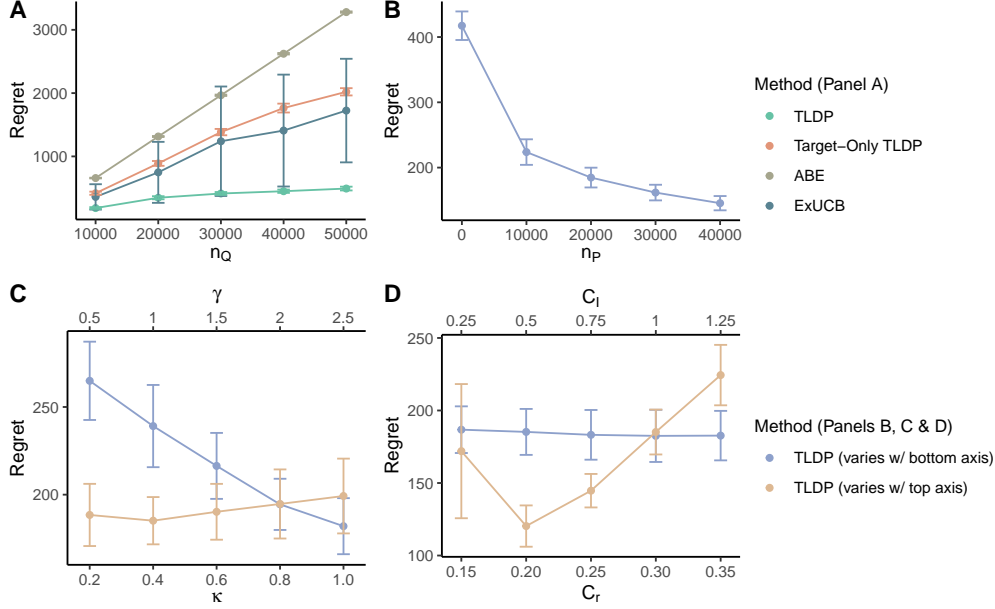 A
Regret
3000
2000
1000
10000 20000 30000 40000 50000
nQ
B
Regret
400
300
200
0 10000 20000 30000 40000
nP
Method (Panel A)
TLDP
Target−Only TLDP
ABE
ExUCB
C
γ
0.5 1 1.5 2 2.5
Regret
250
200
0.2 0.4 0.6 0.8 1.0
κ
D
Cl
0.25 0.5 0.75 1 1.25
Regret
250
200
150
100
0.15 0.20 0.25 0.30 0.35
Cr
Method (Panels B, C & D)
TLDP (varies w/ bottom axis)
TLDP (varies w/ top axis)